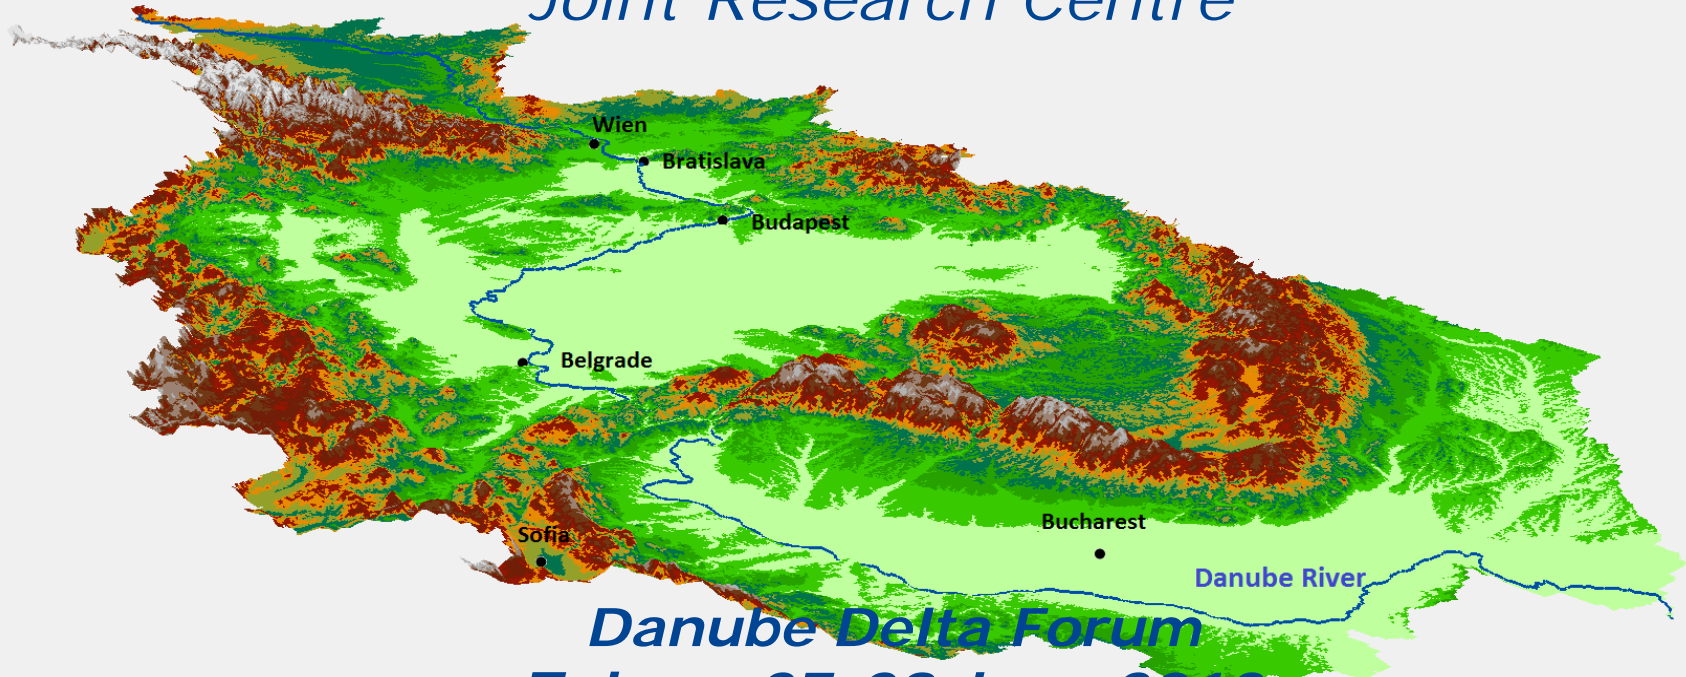 Joint Research Centre
Wien
Bratislava
Budapest
Belgrade
Sofia
Bucharest
Danube River
Danube Delta Forum